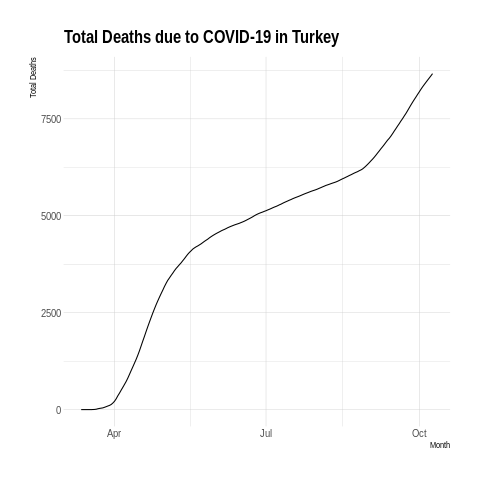 Total Deaths due to COVID-19 in Turkey
Total Deaths
7500
5000
2500
0
Apr
Jul
Oct
Month